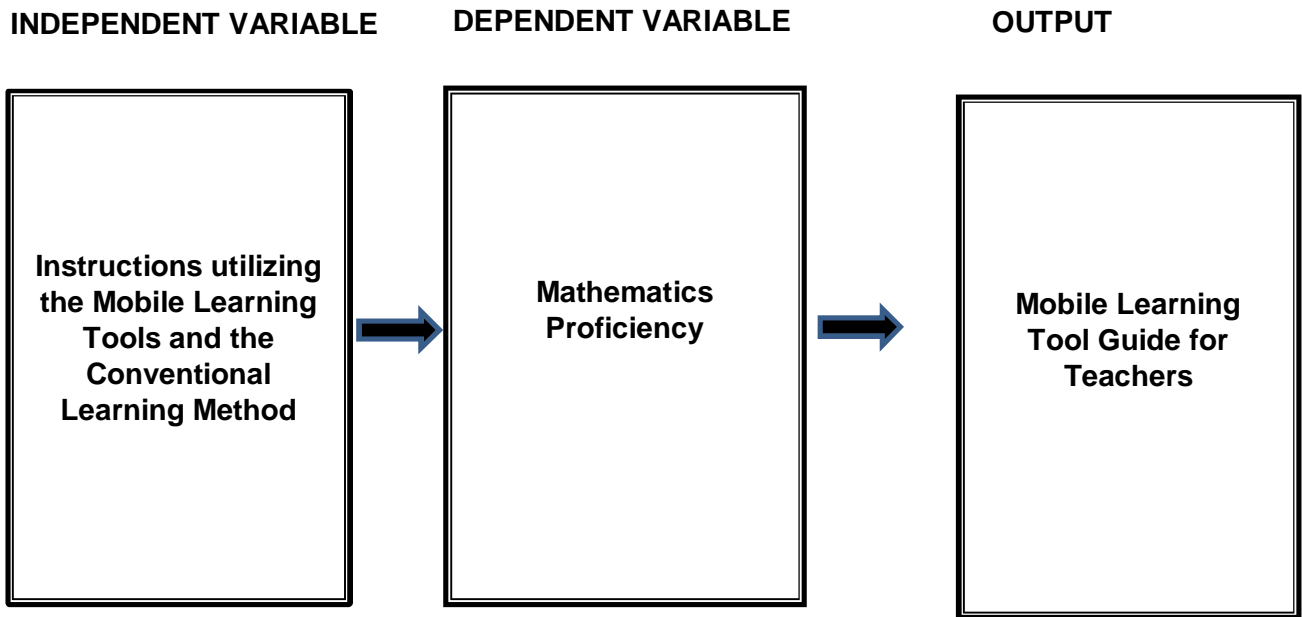 INDEPENDENT VARIABLE
DEPENDENT VARIABLE
OUTPUT
Instructions utilizing
the Mobile Learning
Tools and the
Conventional
Learning Method
Mathematics
Proficiency
Mobile Learning
Tool Guide for
Teachers